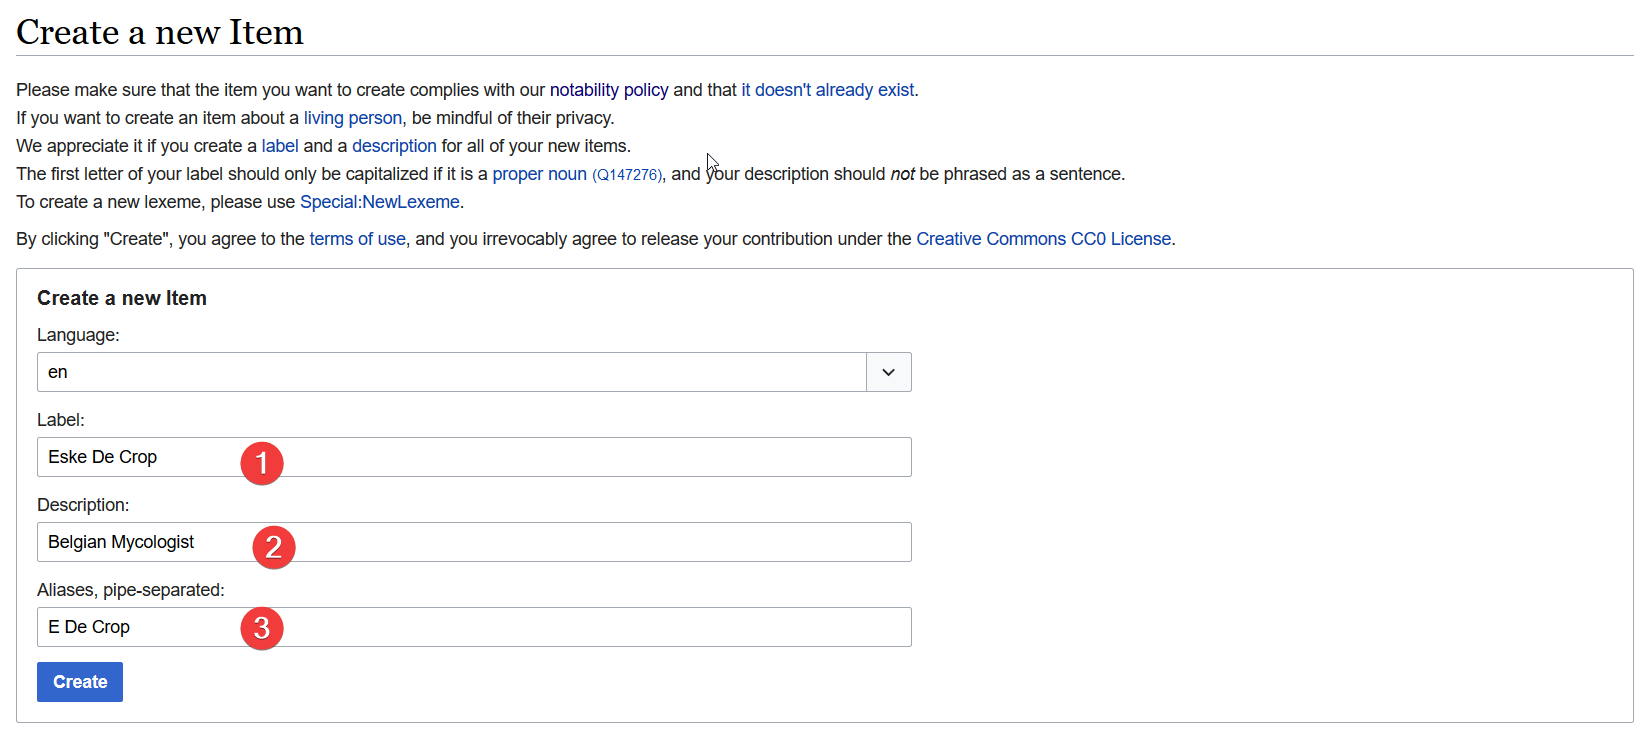 Create a new Item
Please make sure that the item you want to create complies with our notability policy and that it doesn't already exist.
If you want to create an item about a living person, be mindful of their privacy.
We appreciate it if you create a label and a description for all of your new items.
The first letter of your label should only be capitalized if it is a proper noun (Q147276), and your description should not be phrased as a sentence.
To create a new lexeme, please use Special:NewLexeme.
By clicking "Create", you agree to the terms of use, and you irrevocably agree to release your contribution under the Creative Commons CC0 License.
Create a new Item
Language:
en
Label:
Eske De Crop 1
Description:
Belgian Mycologist 2
Aliases, pipe-separated:
E De Crop 3
Create